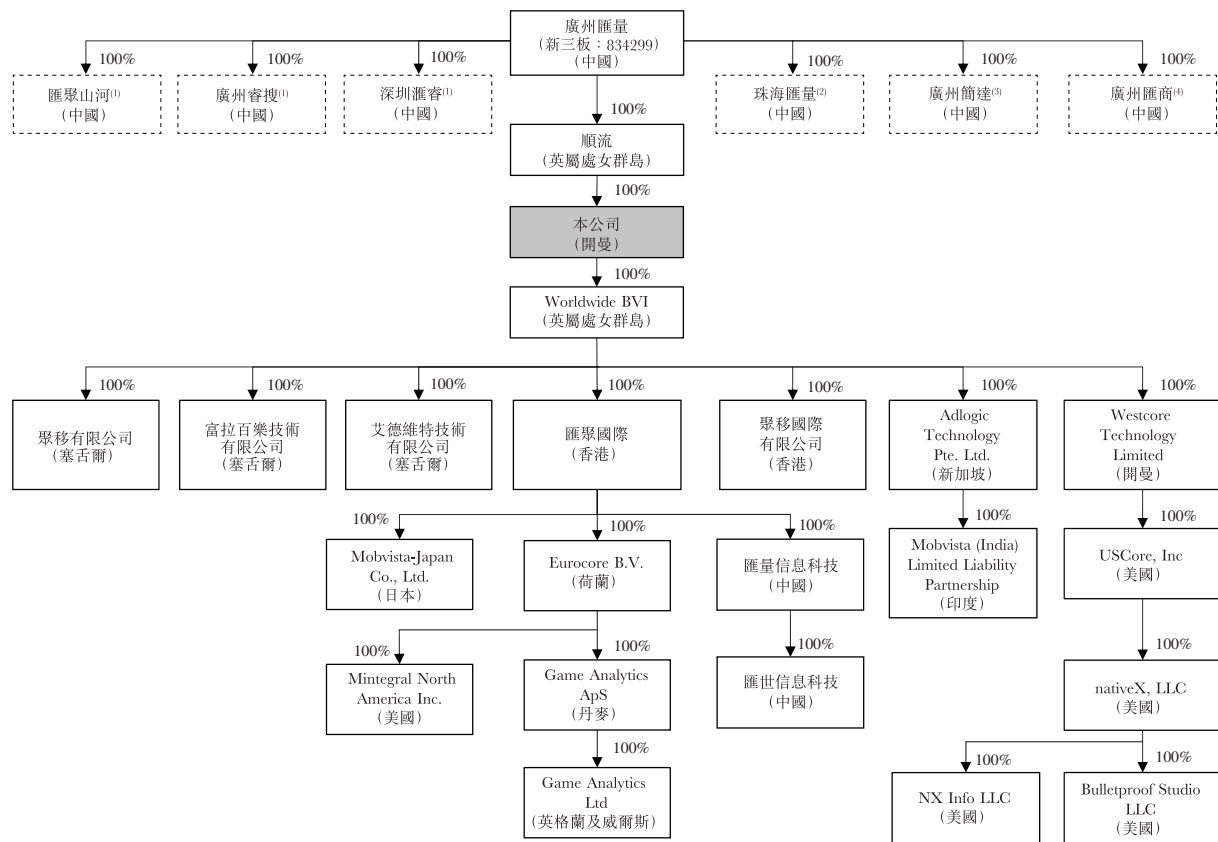 廣州匯量
(新三板：834299)
(中國)
100%
100%
100%
100%
100%
100%
匯聚山河(1)
(中國)
廣州睿搜(1)
(中國)
深圳滙睿(1)
(中國)
100%
珠海匯量(2)
(中國)
廣州簡達(3)
(中國)
廣州匯商(4)
(中國)
順流
(英屬處女群島)
100%
本公司
(開曼)
100%
Worldwide BVI
(英屬處女群島)
100%
100%
100%
100%
100%
100%
100%
聚移有限公司
(塞舌爾)
富拉百樂技術
有限公司
(塞舌爾)
艾德維特技術
有限公司
(塞舌爾)
匯聚國際
(香港)
聚移國際
有限公司
(香港)
Adlogic
Technology
Pte. Ltd.
(新加坡)
Westcore
Technology
Limited
(開曼)
100%
100%
100%
100%
100%
Mobvista-Japan
Co., Ltd.
(日本)
Eurocore B.V.
(荷蘭)
匯量信息科技
(中國)
Mobvista (India)
Limited Liability
Partnership
(印度)
USCore, Inc
(美國)
100%
100%
100%
100%
Mintegral North
America Inc.
(美國)
Game Analytics
ApS
(丹麥)
匯世信息科技
(中國)
nativeX, LLC
(美國)
100%
100%
100%
Game Analytics
Ltd
(英格蘭及威爾斯)
NX Info LLC
(美國)
Bulletproof Studio
LLC
(美國)